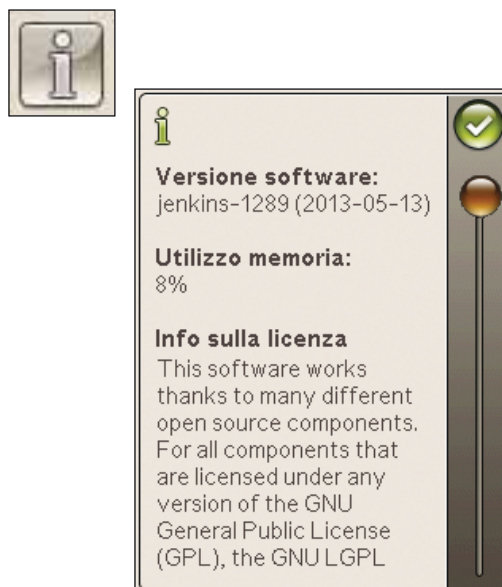 Versione software:
jenkins-1289 (2013-05-13)
Utilizzo memoria:
8%
Info sulla licenza
This software works
thanks to many different
open source components.
For all components that
are licensed under any
version of the GNU
General Public License
(GPL), the GNU LGPL